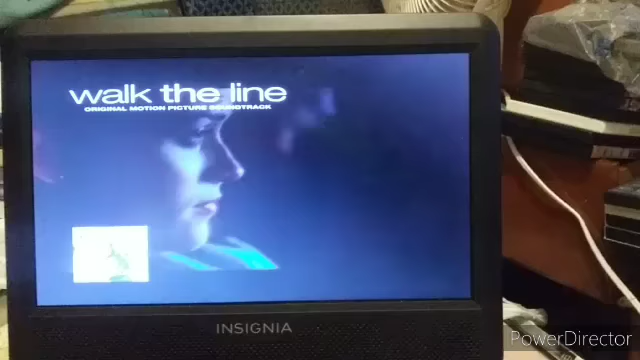 walk the line
ORIGINAL MOTION PICTURE SOUNDTRACK
INSIGNIA
PowerDirector